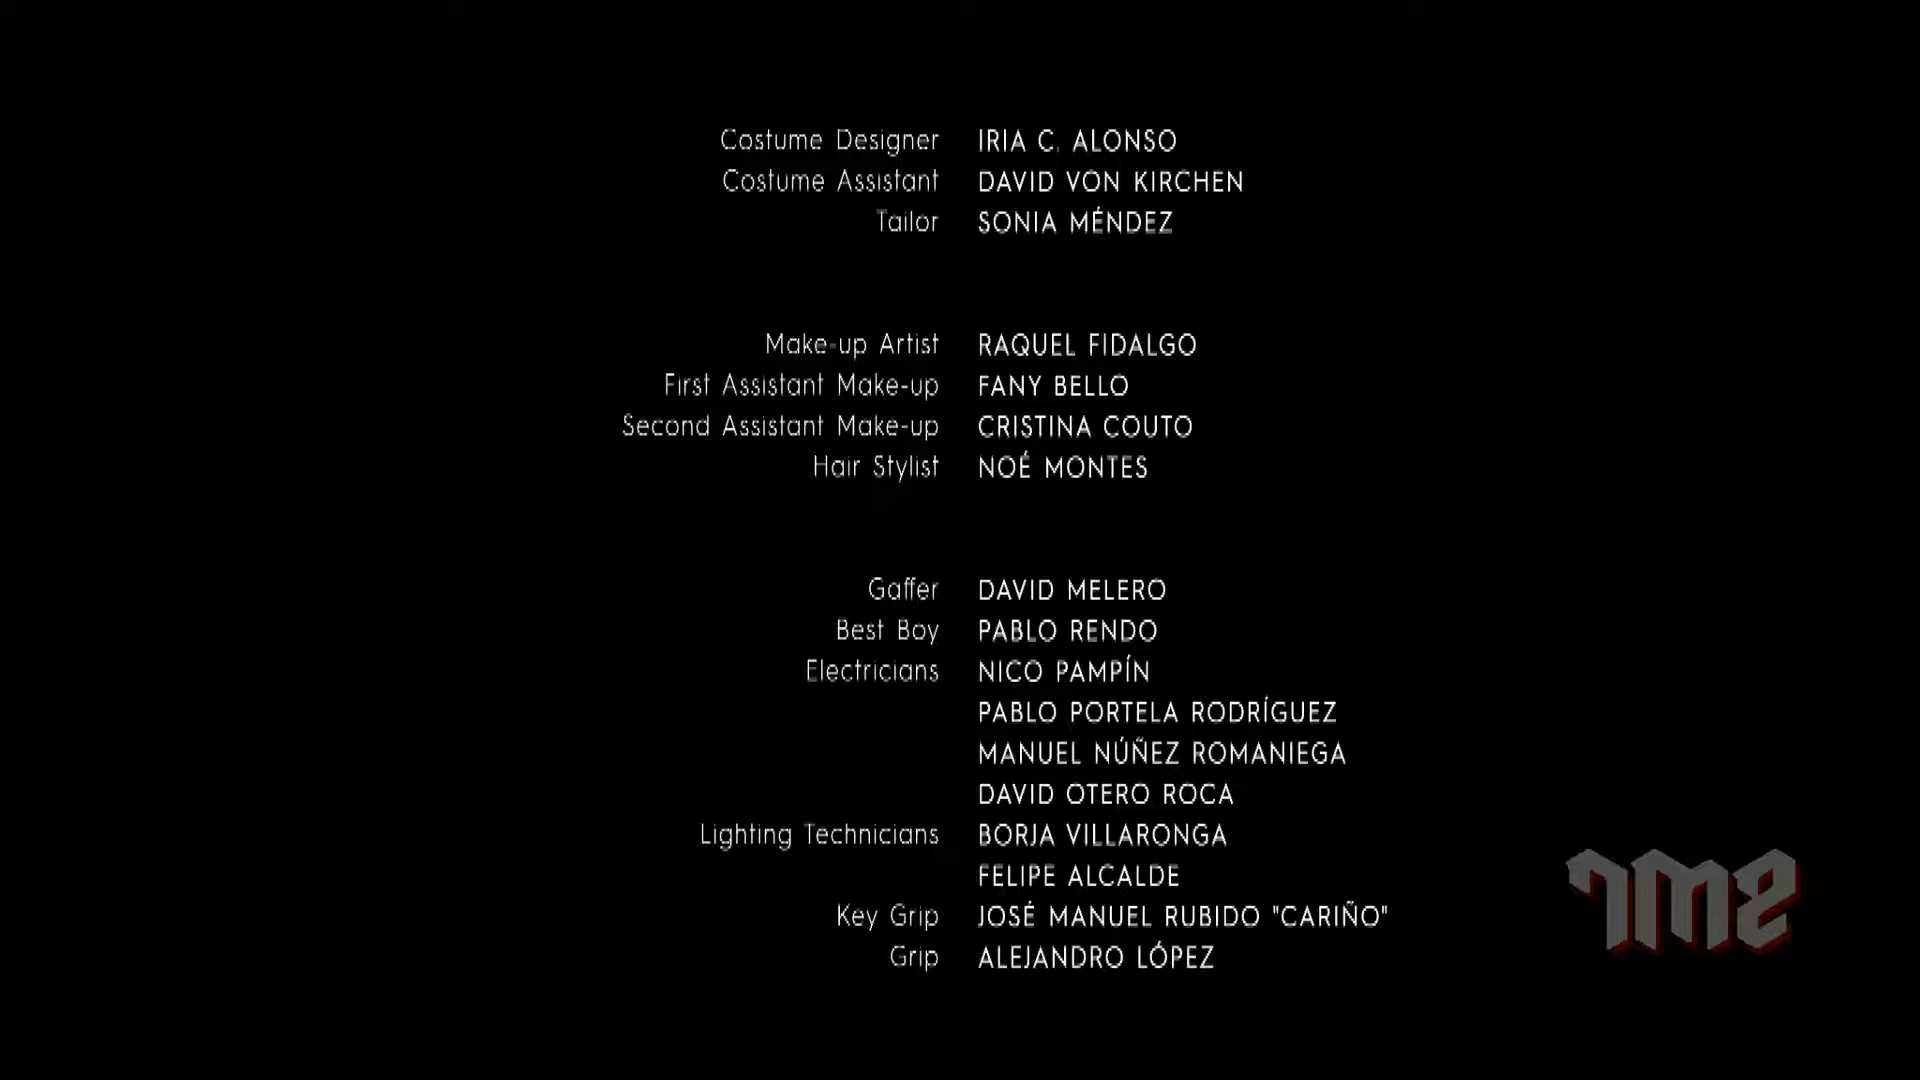 Costume Designer IRIA C. ALONSO
Costume Assistant DAVID VON KIRCHEN
Tailor SONIA MÉNDEZ
Make-up Artist RAQUEL FIDALGO
First Assistant Make-up FANY BELLO
Second Assistant Make-up CRISTINA COUTO
Hair Stylist NOÉ MONTES
Gaffer DAVID MELERO
Best Boy PABLO RENDO
Electricians NICO PAMPÍN
PABLO PORTELA RODRÍGUEZ
MANUEL NÚÑEZ ROMANIEGA
DAVID OTERO ROCA
Lighting Technicians BORJA VILLARONGA
FELIPE ALCALDE
Key Grip JOSÉ MANUEL RUBIDO "CARIÑO"
Grip ALEJANDRO LÓPEZ